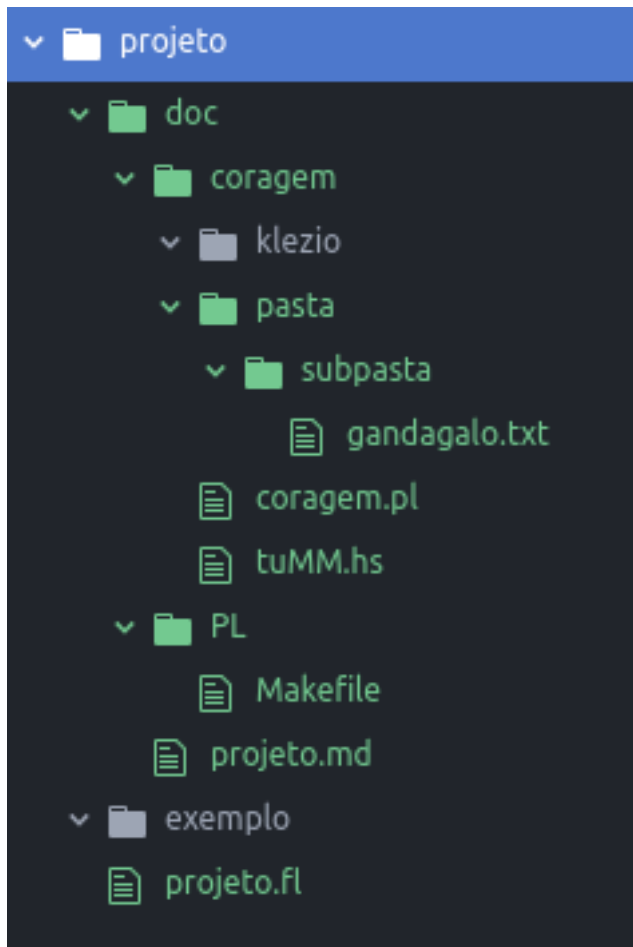 projeto
doc
coragem
klezio
pasta
subpasta
gandagalo.txt
coragem.pl
tuMM.hs
PL
Makefile
projeto.md
exemplo
projeto.fl